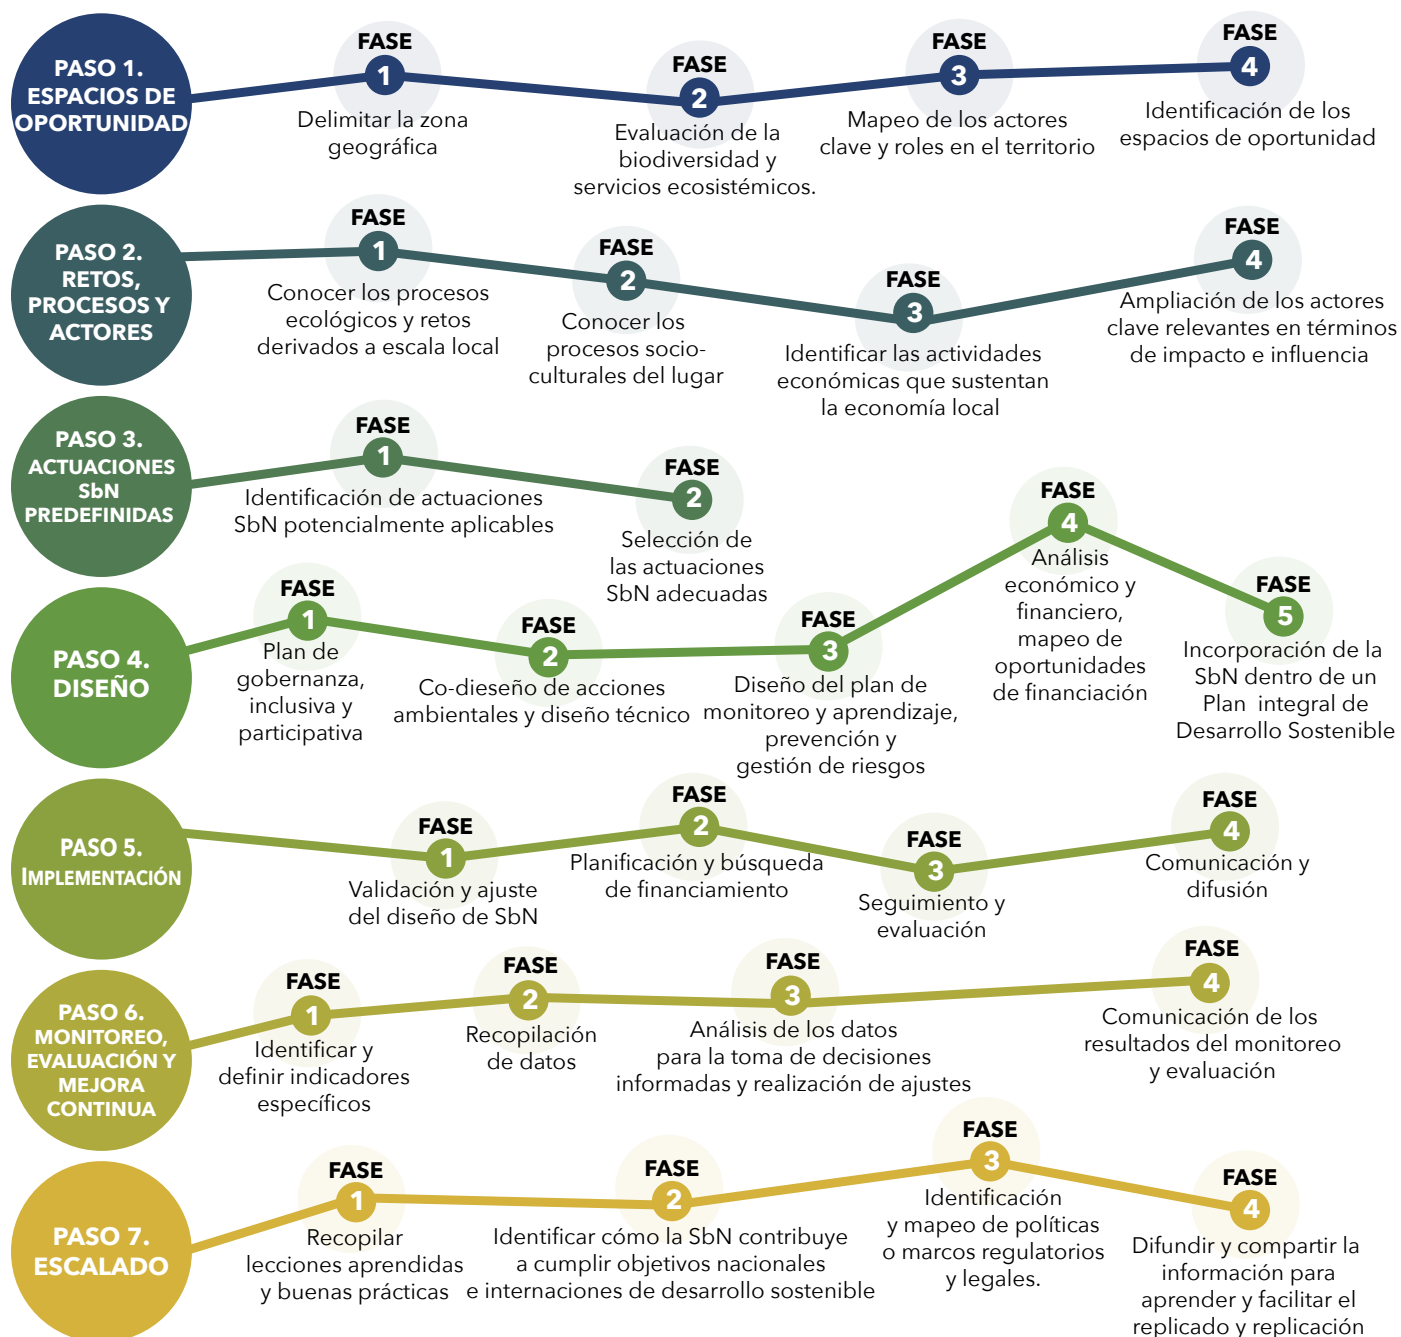 PASO 1.
ESPACIOS DE
OPORTUNIDAD
FASE
1
Delimitar la zona
geográfica
FASE
2
Evaluación de la
biodiversidad y
servicios ecosistémicos.
FASE
3
Mapeo de los actores
clave y roles en el territorio
FASE
4
Identificación de los
espacios de oportunidad
PASO 2.
RETOS,
PROCESOS Y
ACTORES
FASE
1
Conocer los procesos
ecológicos y retos
derivados a escala local
FASE
2
Conocer los
procesos socio-
culturales del lugar
FASE
3
Identificar las actividades
económicas que sustentan
la economía local
FASE
4
Ampliación de los actores
clave relevantes en términos
de impacto e influencia
PASO 3.
ACTUACIONES
SbN
PREDEFINIDAS
FASE
1
Identificación de actuaciones
SbN potencialmente aplicables
FASE
2
Selección de
las actuaciones
SbN adecuadas
PASO 4.
DISEÑO
FASE
1
Plan de
gobernanza,
inclusiva y
participativa
FASE
2
Co-dieseño de acciones
ambientales y diseño técnico
FASE
3
Diseño del plan de
monitoreo y aprendizaje,
prevención y
gestión de riesgos
FASE
4
Análisis
económico y
financiero,
mapeo de
oportunidades
de financiación
FASE
5
Incorporación de la
SbN dentro de un
Plan integral de
Desarrollo Sostenible
PASO 5.
IMPLEMENTACIÓN
FASE
1
Validación y ajuste
del diseño de SbN
FASE
2
Planificación y búsqueda
de financiamiento
FASE
3
Seguimiento y
evaluación
FASE
4
Comunicación y
difusión
PASO 6.
MONITOREO,
EVALUACIÓN Y
MEJORA
CONTINUA
FASE
1
Identificar y
definir indicadores
específicos
FASE
2
Recopilación
de datos
FASE
3
Análisis de los datos
para la toma de decisiones
informadas y realización de ajustes
FASE
4
Comunicación de los
resultados del monitoreo
y evaluación
PASO 7.
ESCALADO
FASE
1
Recopilar
lecciones aprendidas
y buenas prácticas
FASE
2
Identificar cómo la SbN contribuye
a cumplir objetivos nacionales
e internaciones de desarrollo sostenible
FASE
3
Identificación
y mapeo de políticas
o marcos regulatorios
y legales.
FASE
4
Difundir y compartir la
información para
aprender y facilitar el
replicado y replicación